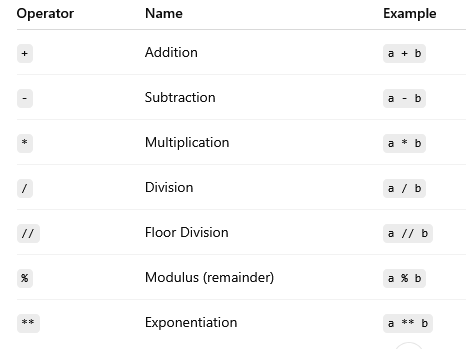 Operator Name Example
+ Addition a + b
- Subtraction a - b
* Multiplication a * b
/ Division a / b
// Floor Division a // b
% Modulus (remainder) a % b
** Exponentiation a ** b